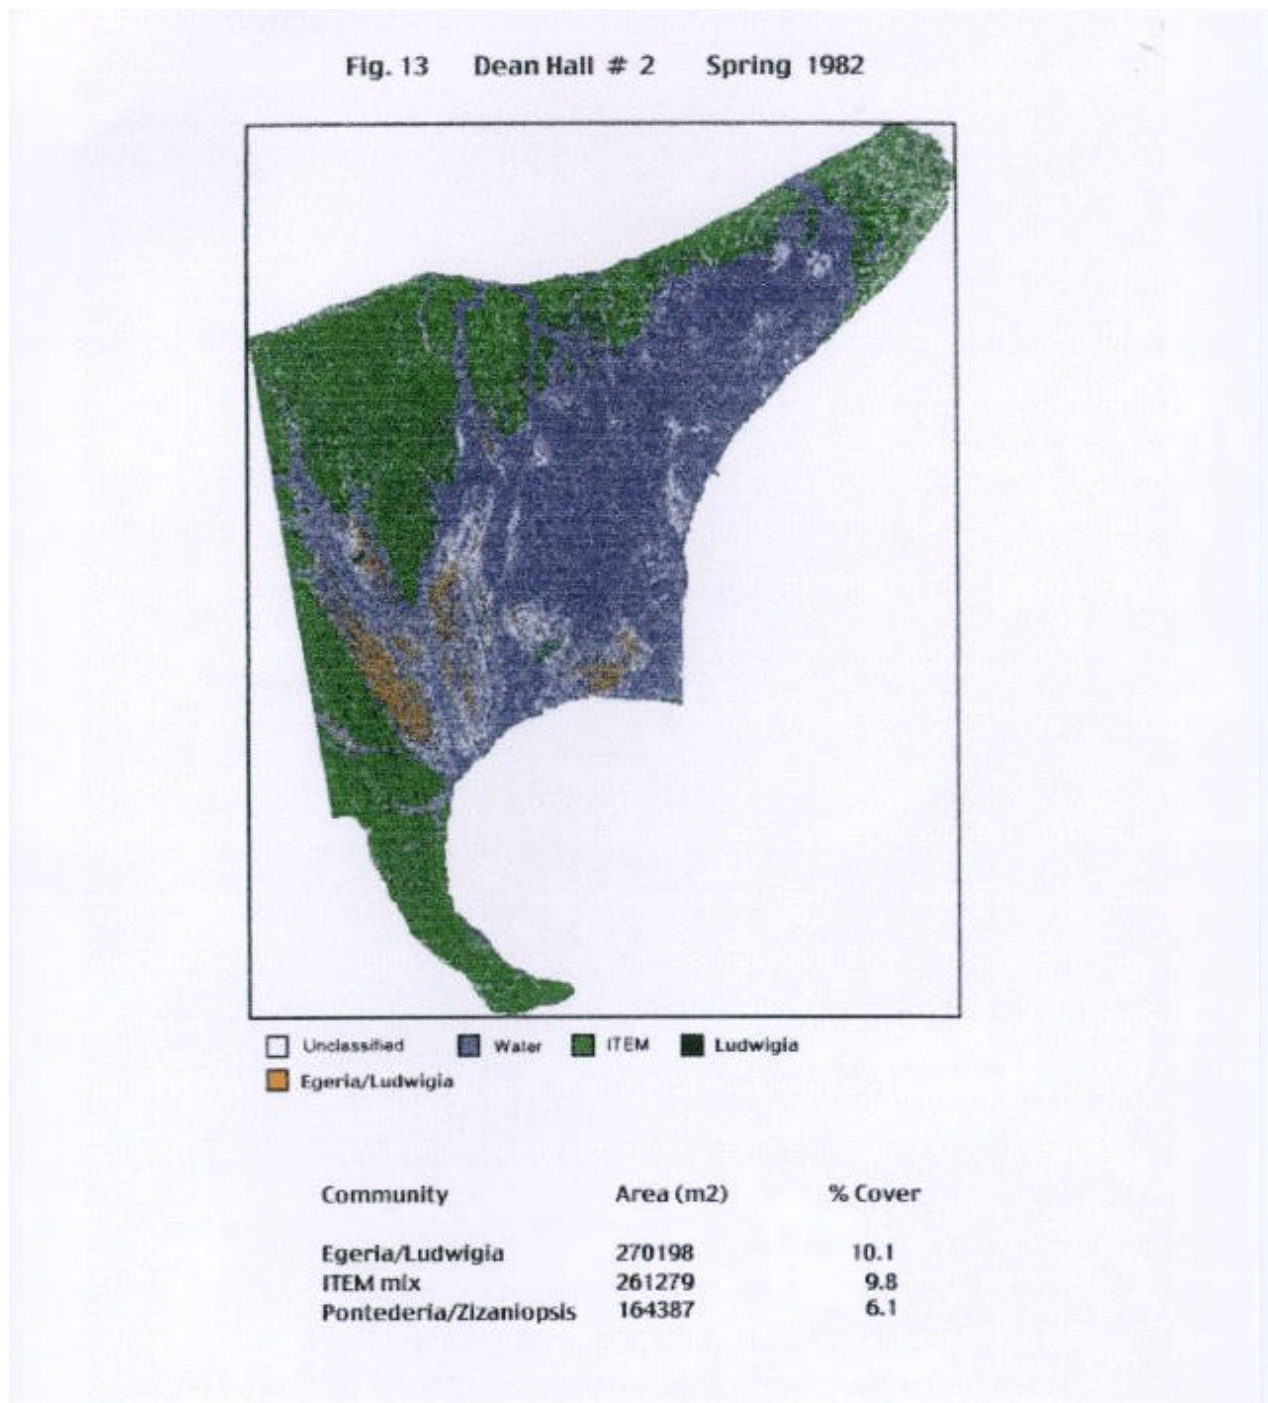 Fig. 13 Dean Hall # 2 Spring 1982
Unclassified Water ITEM Ludwigia
Egeria/Ludwigia
Community Area (m2) % Cover
Egeria/Ludwigia 270198 10.1
ITEM mix 261279 9.8
Pontederia/Zizaniopsis 164387 6.1